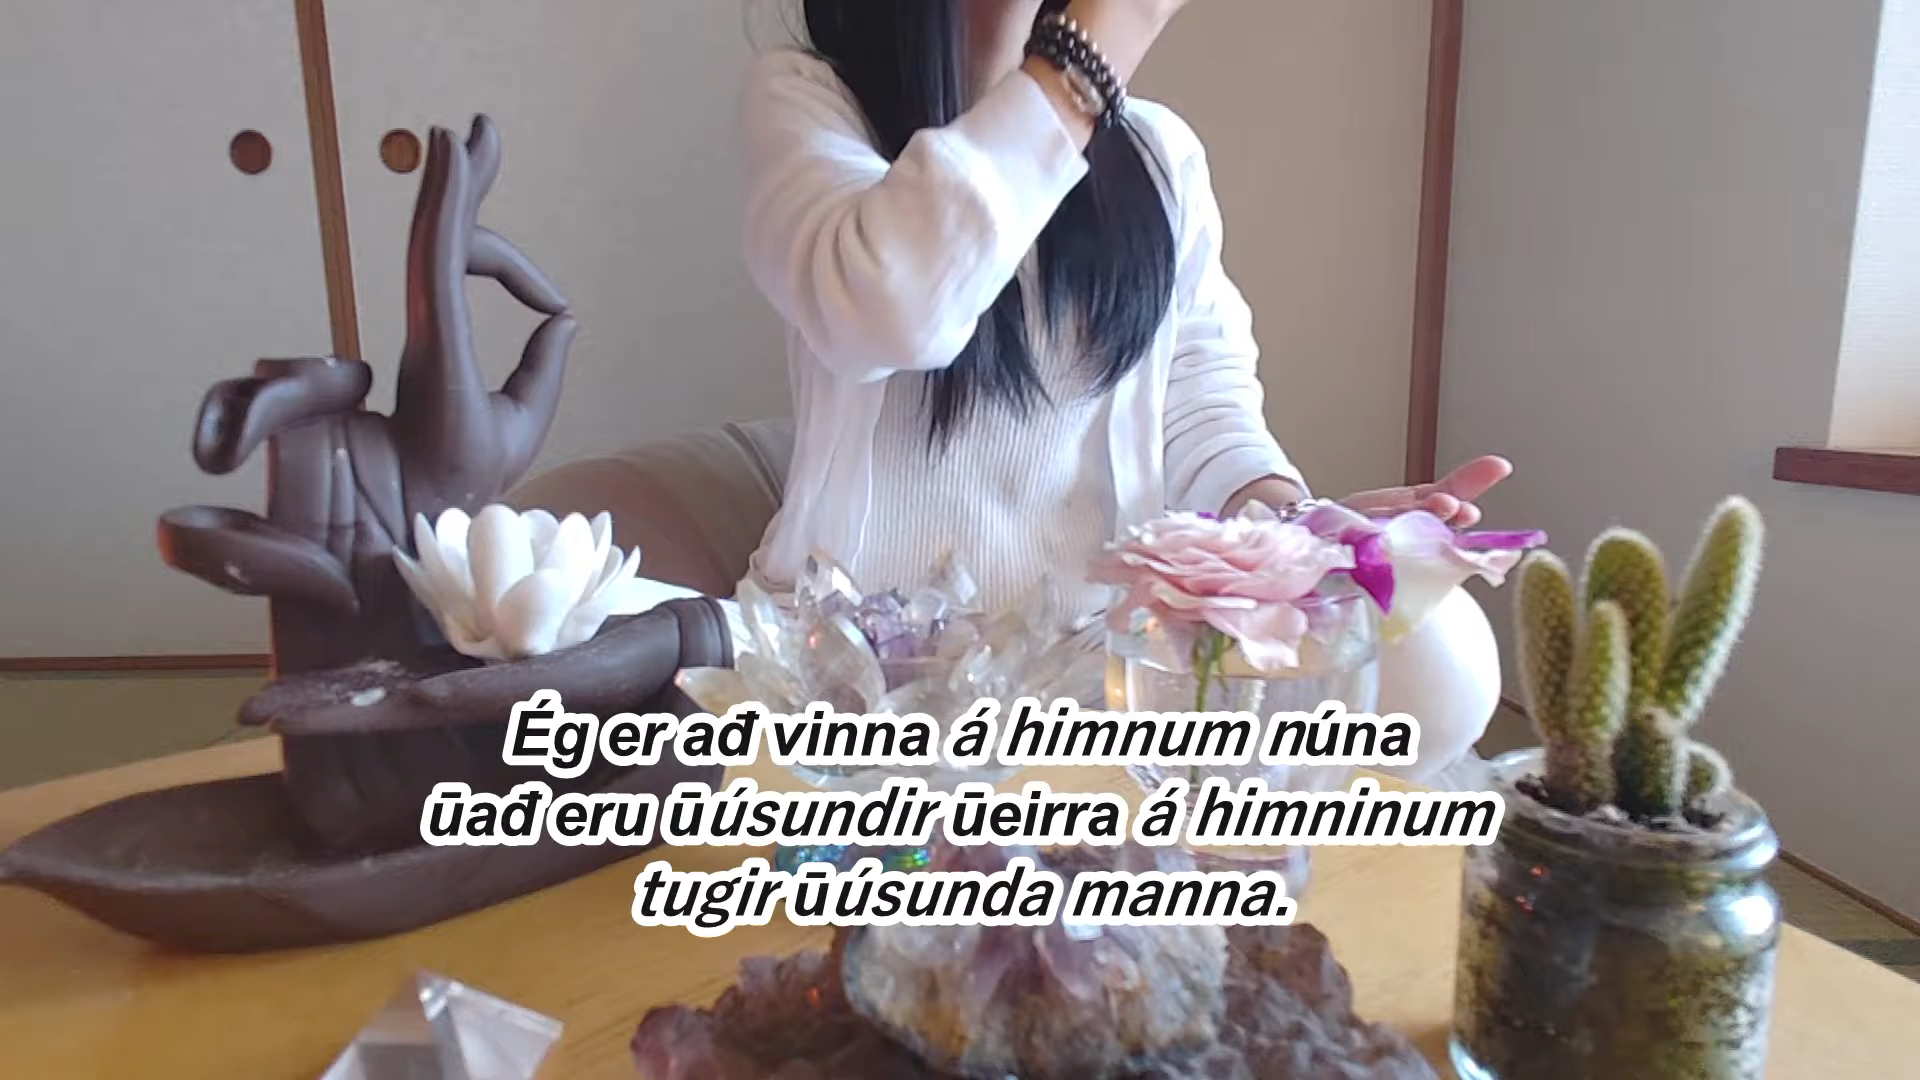 Ég er ađ vinna á himnum núna
ūađ eru ūúsundir ūeirra á himninum
tugir ūúsunda manna.